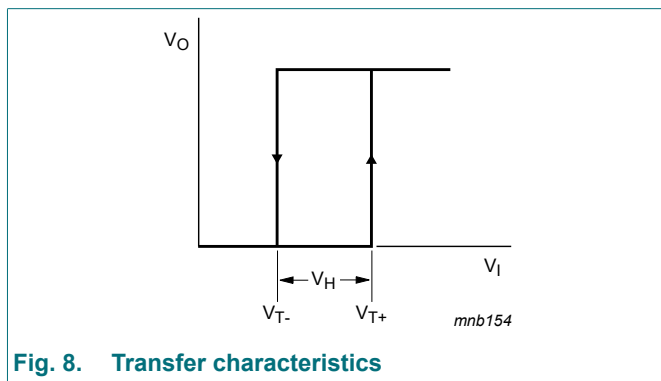 VO
VI
VH
VT-
VT+
mnb154
Fig. 8. Transfer characteristics